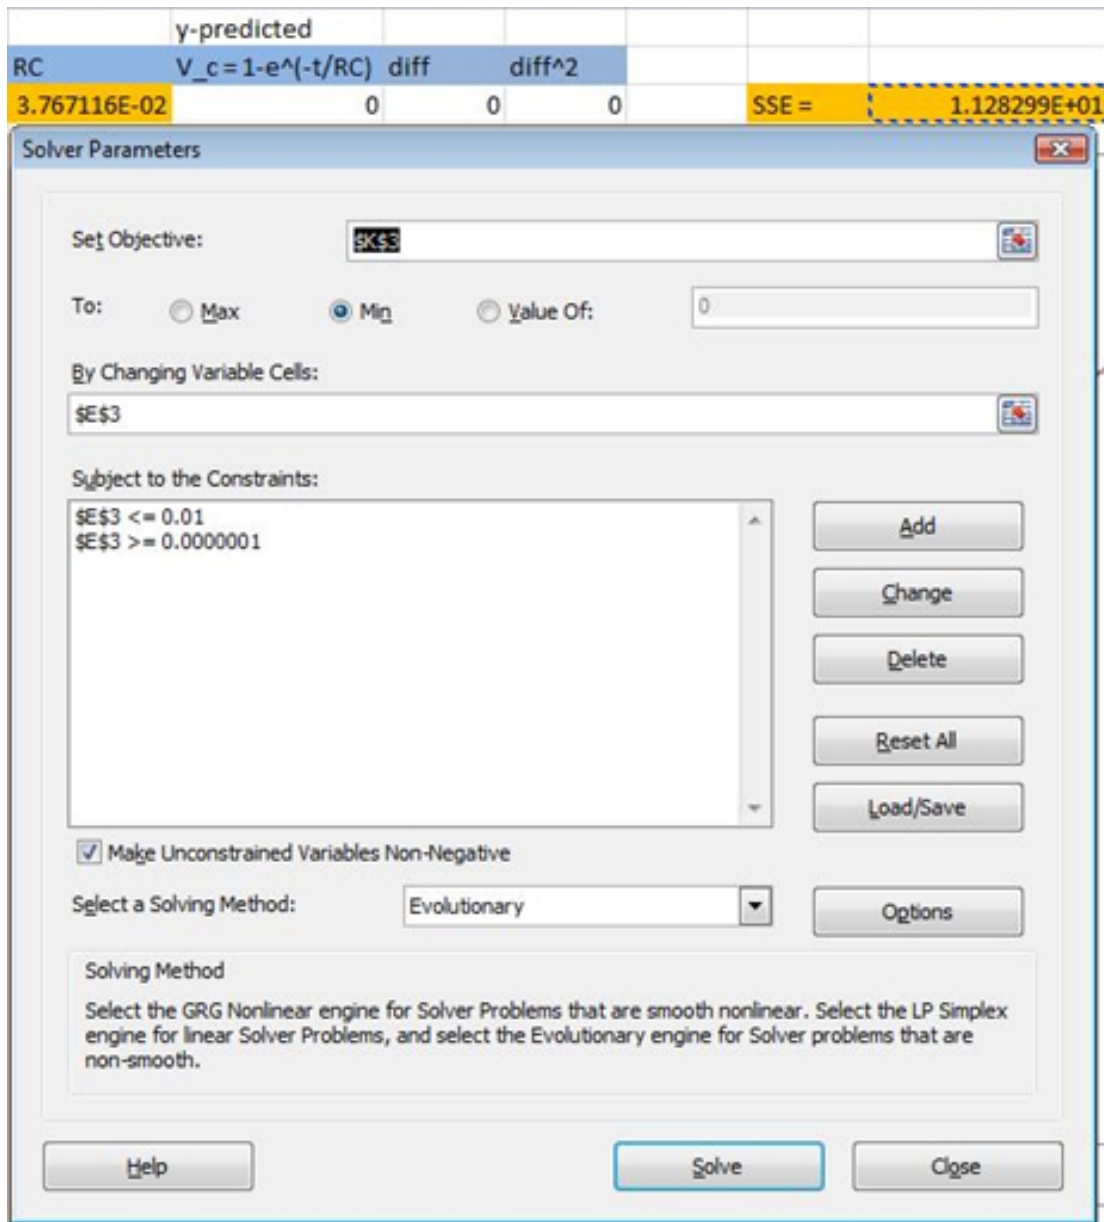 y-predicted
RC V_c = 1-e^(-t/RC) diff diff^2
3.767116E-02 0 0 0 SSE = 1.128299E+01
Solver Parameters
Set Objective: $K$3
To: Max Min Value Of: 0
By Changing Variable Cells:
$E$3
Subject to the Constraints:
$E$3 <= 0.01
$E$3 >= 0.0000001
Add
Change
Delete
Reset All
Load/Save
Make Unconstrained Variables Non-Negative
Select a Solving Method: Evolutionary Options
Solving Method
Select the GRG Nonlinear engine for Solver Problems that are smooth nonlinear. Select the LP Simplex
engine for linear Solver Problems, and select the Evolutionary engine for Solver problems that are
non-smooth.
Help Solve Close